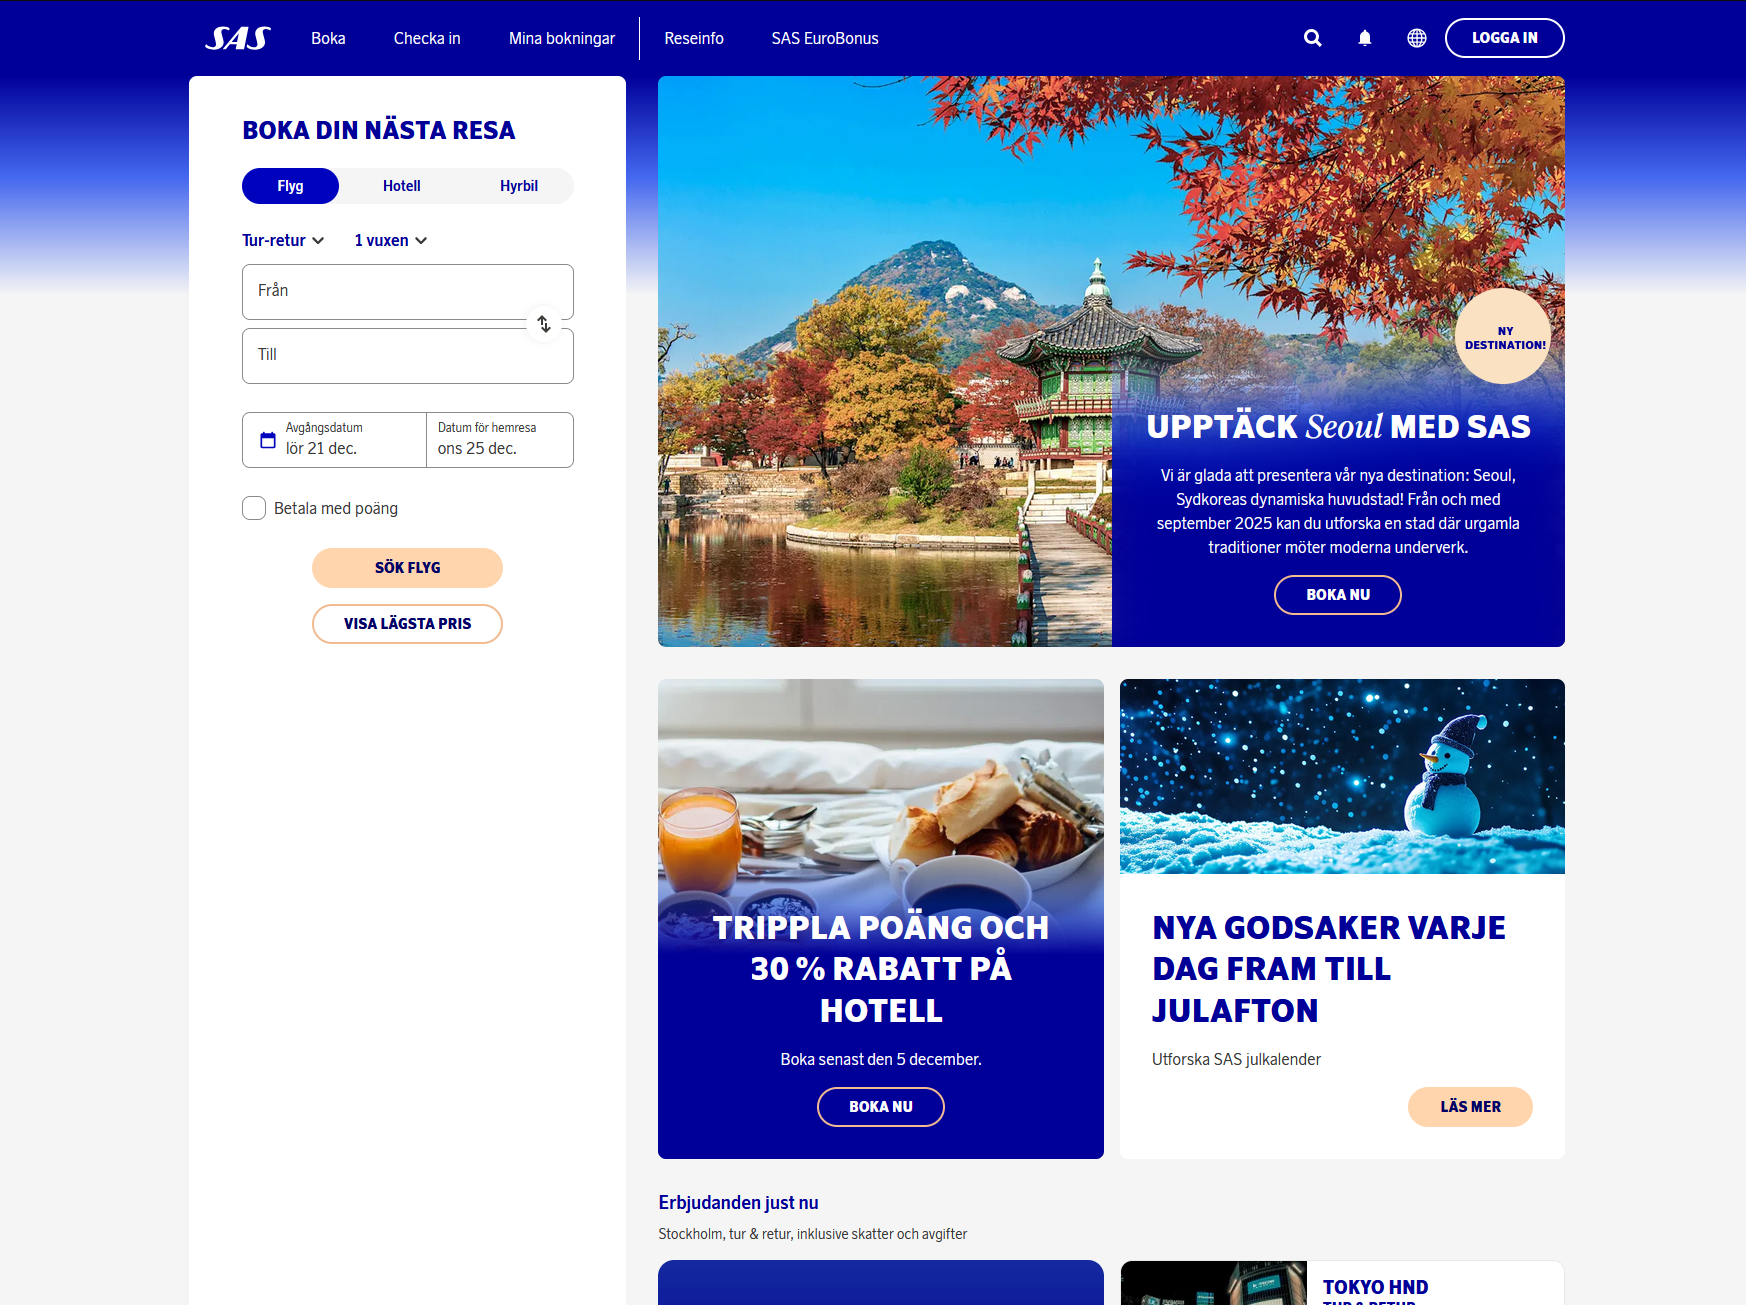 SAS
Boka
Checka in
Mina bokningar
Reseinfo
SAS EuroBonus
LOGGA IN
BOKA DIN NÄSTA RESA
Flyg
Hotell
Hyrbil
Tur-retur
1 vuxen
Från
Till
Avgångsdatum
lör 21 dec.
Datum för hemresa
ons 25 dec.
Betala med poäng
SÖK FLYG
VISA LÄGSTA PRIS
NY
DESTINATION!
UPPTÄCK Seoul MED SAS
Vi är glada att presentera vår nya destination: Seoul,
Sydkoreas dynamiska huvudstad! Från och med
september 2025 kan du utforska en stad där urgamla
traditioner möter moderna underverk.
BOKA NU
TRIPPLA POÄNG OCH
30 % RABATT PÅ
HOTELL
Boka senast den 5 december.
BOKA NU
NYA GODSAKER VARJE
DAG FRAM TILL
JULAFTON
Utforska SAS julkalender
LÄS MER
Erbjudanden just nu
Stockholm, tur & retur, inklusive skatter och avgifter
TOKYO HND
TUR & RETUR